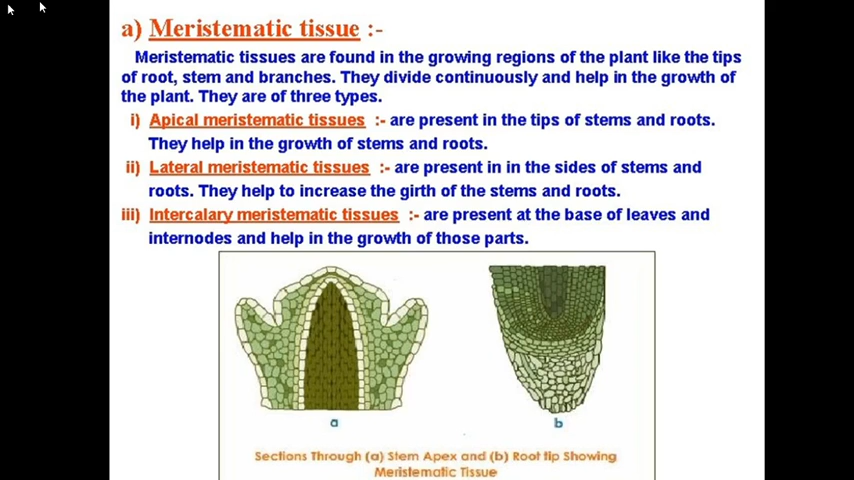 a) Meristematic tissue :-
Meristematic tissues are found in the growing regions of the plant like the tips
of root, stem and branches. They divide continuously and help in the growth of
the plant. They are of three types.
i) Apical meristematic tissues :- are present in the tips of stems and roots.
They help in the growth of stems and roots.
ii) Lateral meristematic tissues :- are present in in the sides of stems and
roots. They help to increase the girth of the stems and roots.
iii) Intercalary meristematic tissues :- are present at the base of leaves and
internodes and help in the growth of those parts.
a b
Sections Through (a) Stem Apex and (b) Root tip Showing
Meristematic Tissue